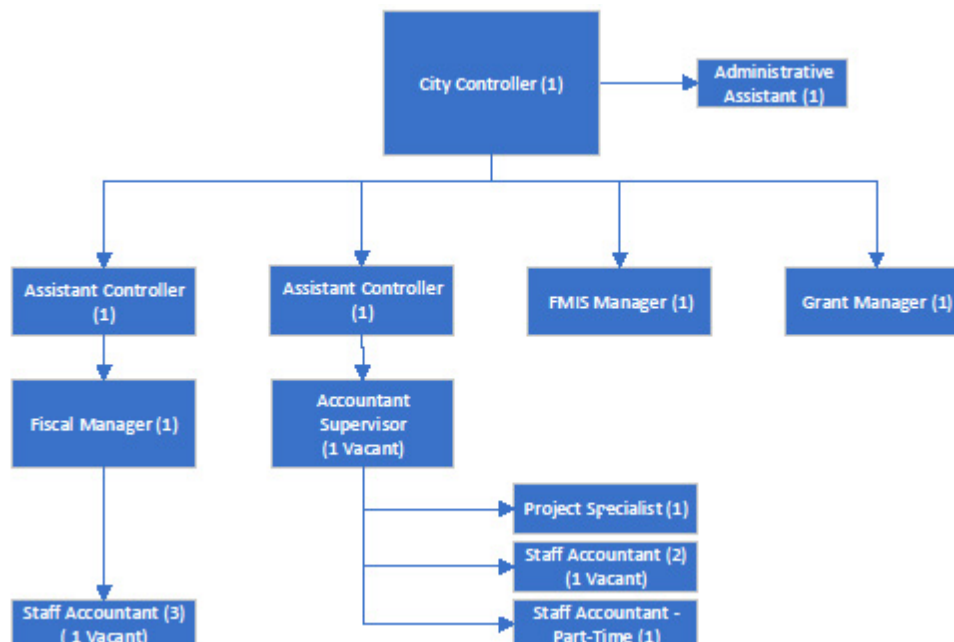 City Controller (1)
Administrative
Assistant (1)
Assistant Controller
(1)
Assistant Controller
(1)
FMIS Manager (1)
Grant Manager (1)
Fiscal Manager (1)
Accountant
Supervisor
(1 Vacant)
Project Specialist (1)
Staff Accountant (2)
(1 Vacant)
Staff Accountant (3)
( 1 Vacant)
Staff Accountant -
Part-Time (1)